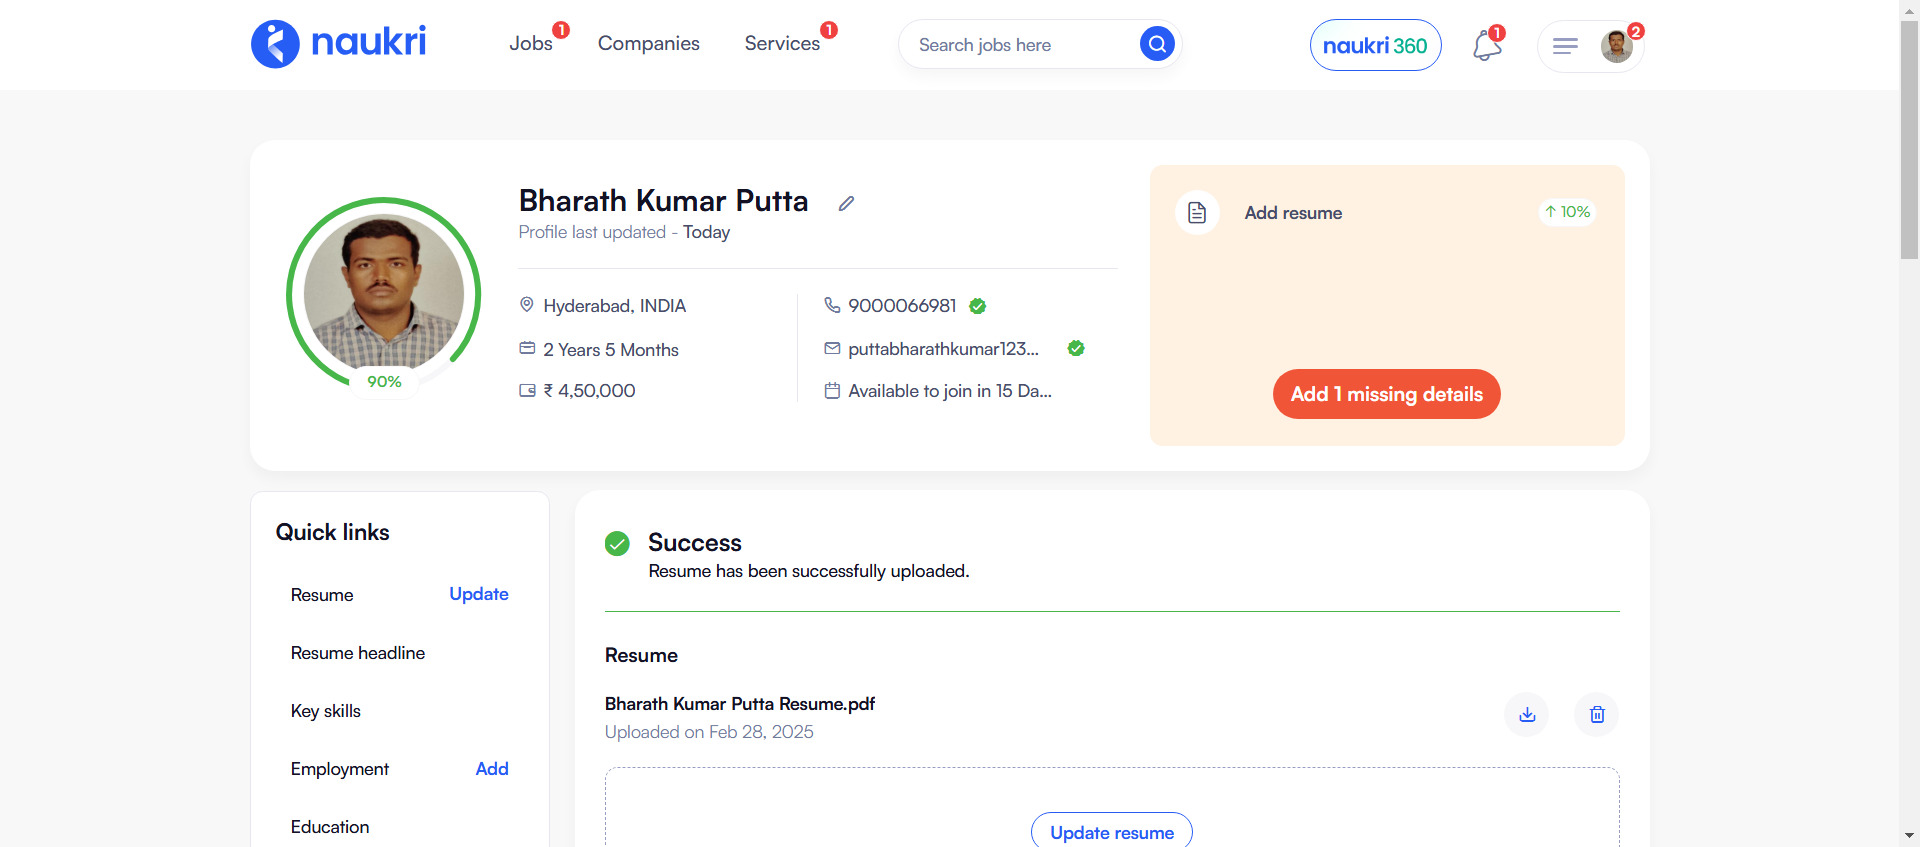 naukri
Jobs 1
Companies
Services 1
Search jobs here
naukri 360
1
2
Bharath Kumar Putta
Profile last updated - Today
Hyderabad, INDIA
2 Years 5 Months
₹ 4,50,000
9000066981
puttabharathkumar123...
Available to join in 15 Da...
90%
Add resume
↑ 10%
Add 1 missing details
Quick links
Resume Update
Resume headline
Key skills
Employment Add
Education
Success
Resume has been successfully uploaded.
Resume
Bharath Kumar Putta Resume.pdf
Uploaded on Feb 28, 2025
Update resume